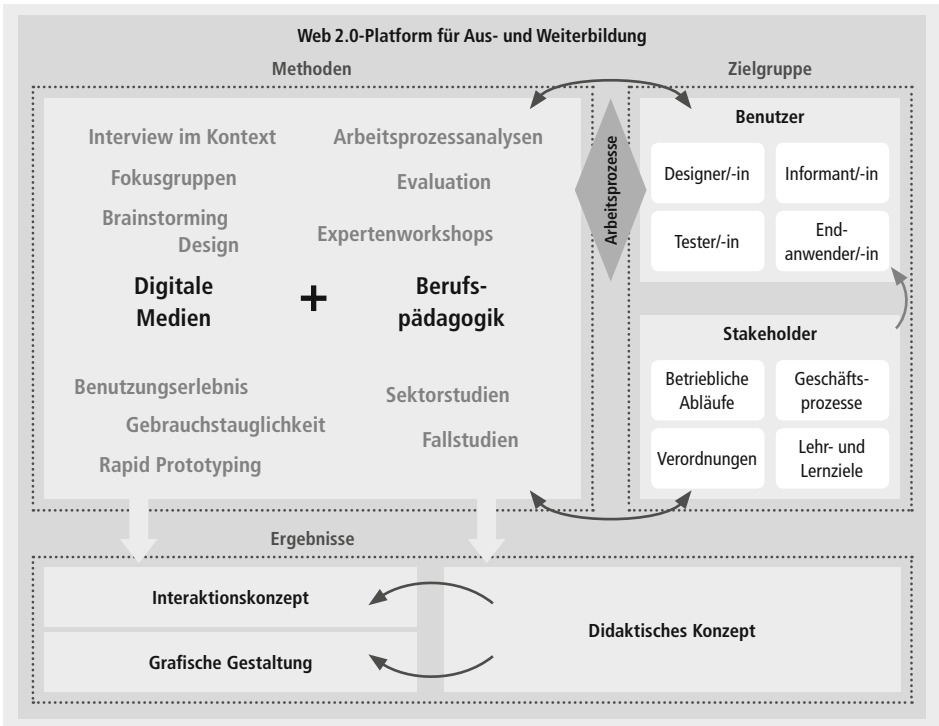 Web 2.0-Platform für Aus- und Weiterbildung
Methoden
Zielgruppe
Interview im Kontext
Arbeitsprozessanalysen
Fokusgruppen
Evaluation
Brainstorming
Design
Expertenworkshops
Digitale
Medien
+
Berufs-
pädagogik
Benutzungserlebnis
Sektorstudien
Gebrauchstauglichkeit
Fallstudien
Rapid Prototyping
Arbeitsprozesse
Benutzer
Designer/-in
Informant/-in
Tester/-in
End-
anwender/-in
Stakeholder
Betriebliche
Abläufe
Geschäfts-
prozesse
Verordnungen
Lehr- und
Lernziele
Ergebnisse
Interaktionskonzept
Grafische Gestaltung
Didaktisches Konzept